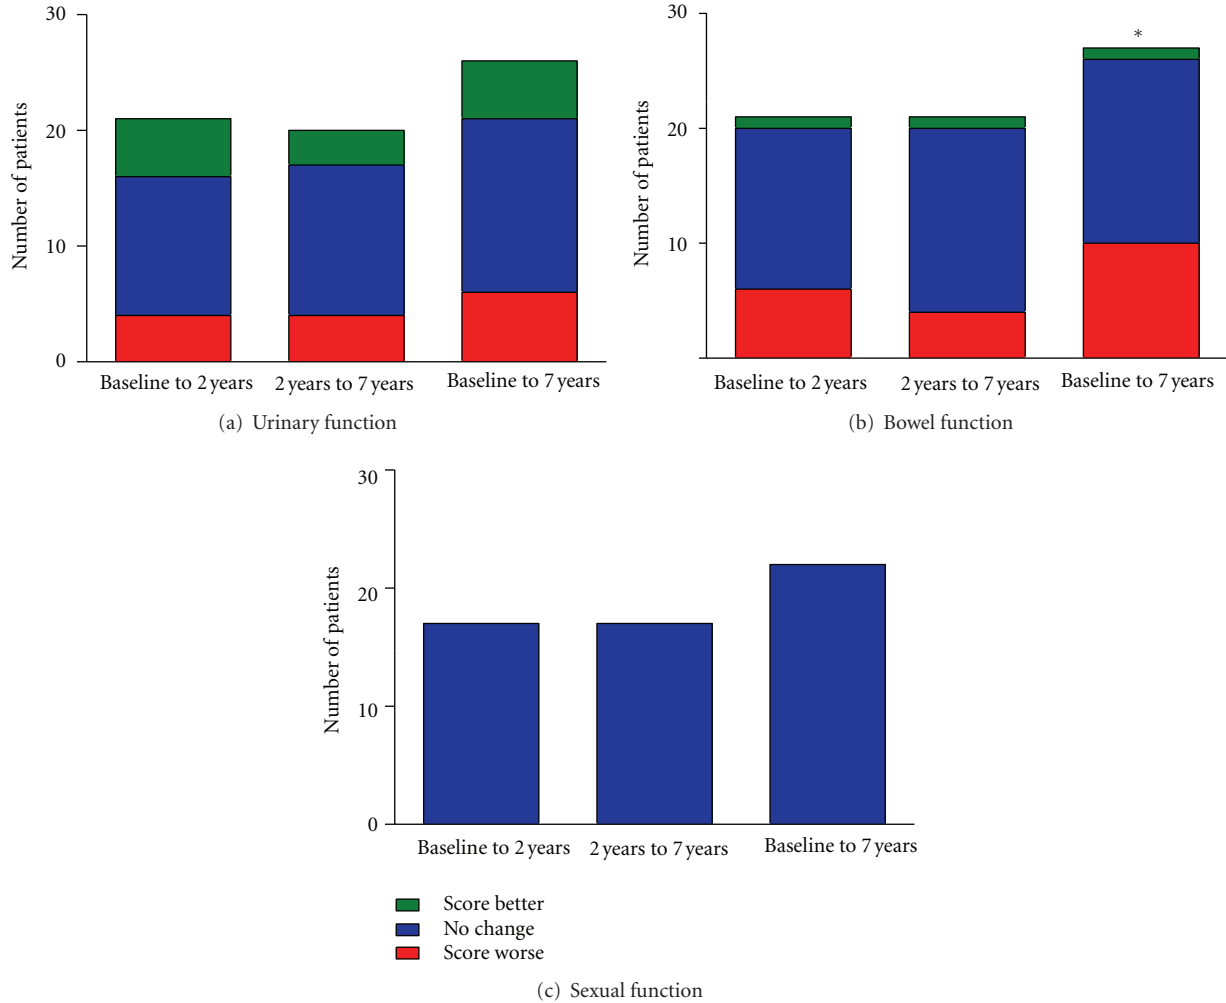 30
20
10
0
Number of patients
Baseline to 2 years
2 years to 7 years
Baseline to 7 years
(a) Urinary function
30
20
10
Number of patients
*
Baseline to 2 years
2 years to 7 years
Baseline to 7 years
(b) Bowel function
30
20
10
0
Number of patients
Baseline to 2 years
2 years to 7 years
Baseline to 7 years
Score better
No change
Score worse
(c) Sexual function